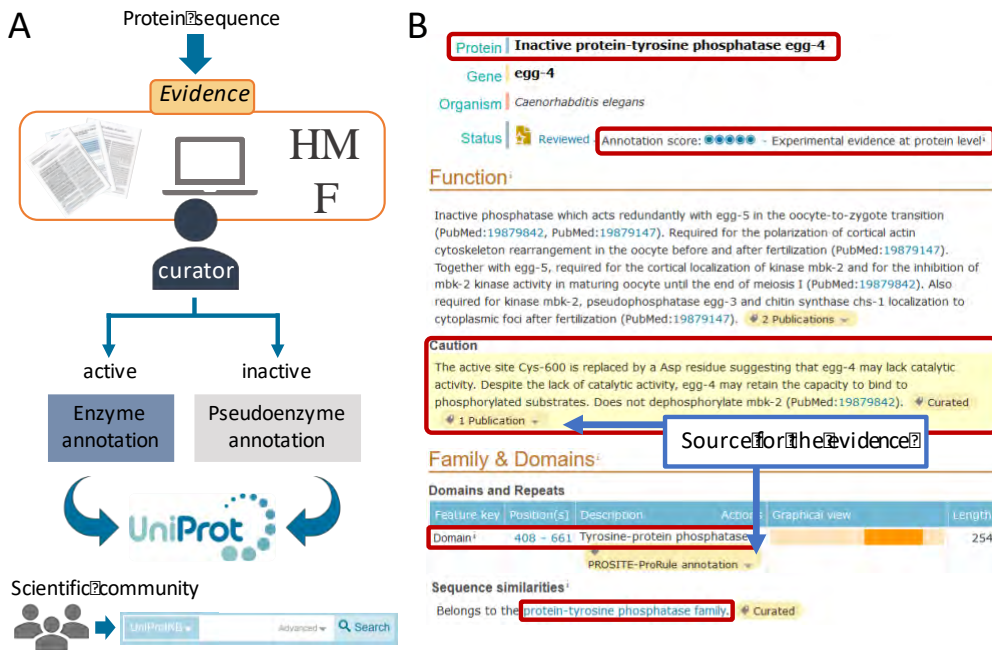 A
Protein sequence
Evidence
HM
F
curator
active
inactive
Enzyme
annotation
Pseudoenzyme
annotation
UniProt
Scientific community
UniProtKB
Advanced
Search
B
Protein Inactive protein-tyrosine phosphatase egg-4
Gene egg-4
Organism Caenorhabditis elegans
Status Reviewed - Annotation score: - Experimental evidence at protein level i
Function i
Inactive phosphatase which acts redundantly with egg-5 in the oocyte-to-zygote transition
(PubMed:19879842, PubMed:19879147). Required for the polarization of cortical actin
cytoskeleton rearrangement in the oocyte before and after fertilization (PubMed:19879147).
Together with egg-5, required for the cortical localization of kinase mbk-2 and for the inhibition of
mbk-2 kinase activity in maturing oocyte until the end of meiosis I (PubMed:19879842). Also
required for kinase mbk-2, pseudophosphatase egg-3 and chitin synthase chs-1 localization to
cytoplasmic foci after fertilization (PubMed:19879147). 2 Publications
Caution
The active site Cys-600 is replaced by a Asp residue suggesting that egg-4 may lack catalytic
activity. Despite the lack of catalytic activity, egg-4 may retain the capacity to bind to
phosphorylated substrates. Does not dephosphorylate mbk-2 (PubMed:19879842). Curated
1 Publication
Source for the evidence
Family & Domains i
Domains and Repeats
Feature key Position(s) Description Actions Graphical view Length
Domain i 408 – 661 Tyrosine-protein phosphatase 254
PROSITE-ProRule annotation
Sequence similarities i
Belongs to the protein-tyrosine phosphatase family. Curated